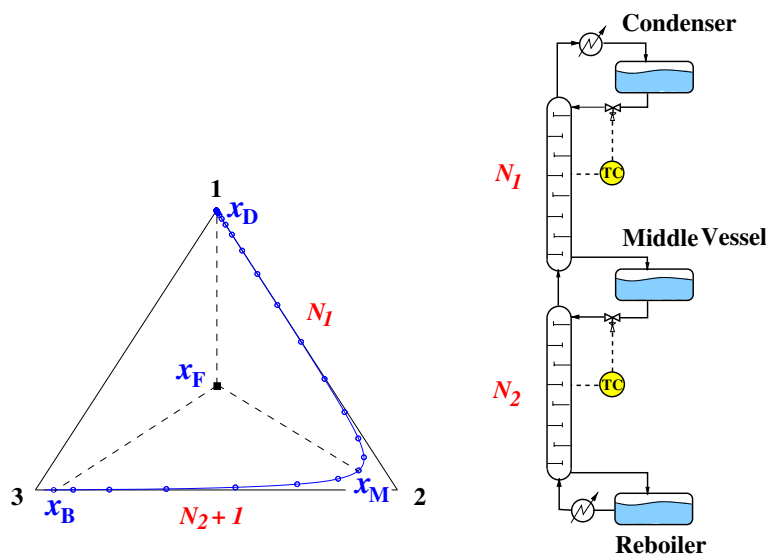 1
x_D
N_1
x_F
3
x_B
N_2 + 1
x_M
2
Condenser
N_1
TC
Middle Vessel
N_2
TC
Reboiler